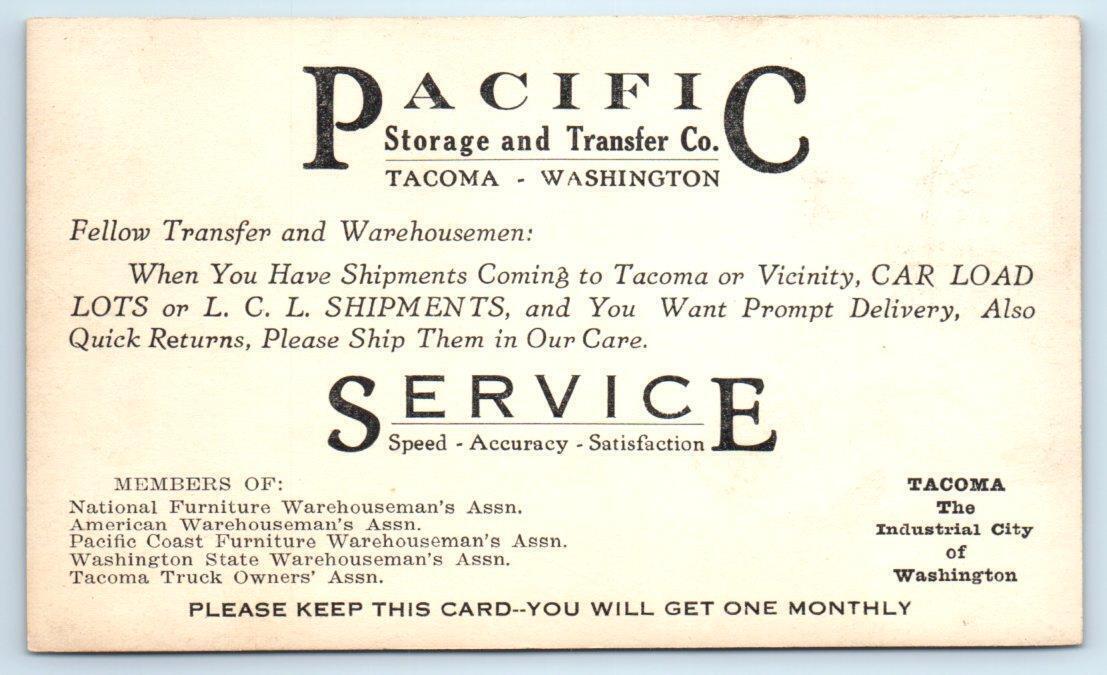 PACIFIC
Storage and Transfer Co.
TACOMA - WASHINGTON
Fellow Transfer and Warehousemen:
When You Have Shipments Coming to Tacoma or Vicinity, CAR LOAD
LOTS or L. C. L. SHIPMENTS, and You Want Prompt Delivery, Also
Quick Returns, Please Ship Them in Our Care.
SERVICE
Speed - Accuracy - Satisfaction
MEMBERS OF:
National Furniture Warehouseman's Assn.
American Warehouseman's Assn.
Pacific Coast Furniture Warehouseman's Assn.
Washington State Warehouseman's Assn.
Tacoma Truck Owners' Assn.
TACOMA
The
Industrial City
of
Washington
PLEASE KEEP THIS CARD--YOU WILL GET ONE MONTHLY